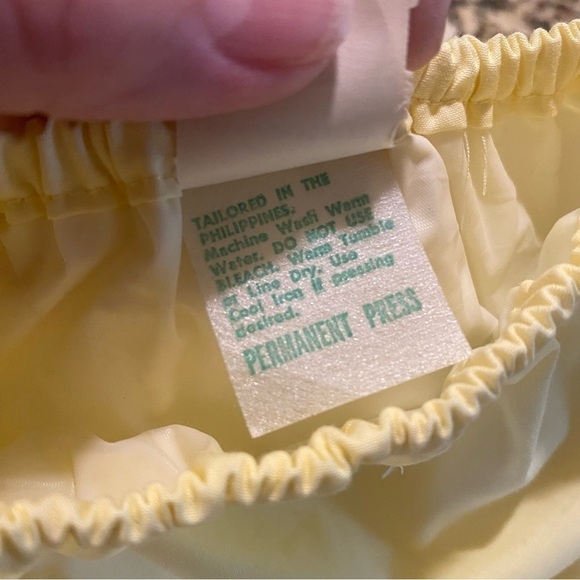 TAILORED IN THE
PHILIPPINES.
Machine Wash Warm
Water. DO NOT USE
BLEACH. Warm Tumble
or Line Dry. Use
Cool Iron if pressing
desired.
PERMANENT PRESS